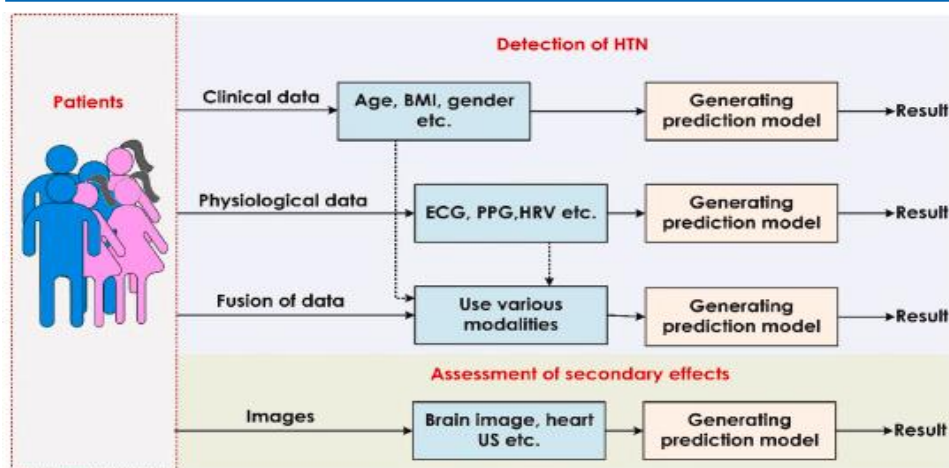 Detection of HTN
Patients
Clinical data
Age, BMI, gender
etc.
Generating
prediction model
Result
Physiological data
ECG, PPG,HRV etc.
Generating
prediction model
Result
Fusion of data
Use various
modalities
Generating
prediction model
Result
Assessment of secondary effects
Images
Brain image, heart
US etc.
Generating
prediction model
Result